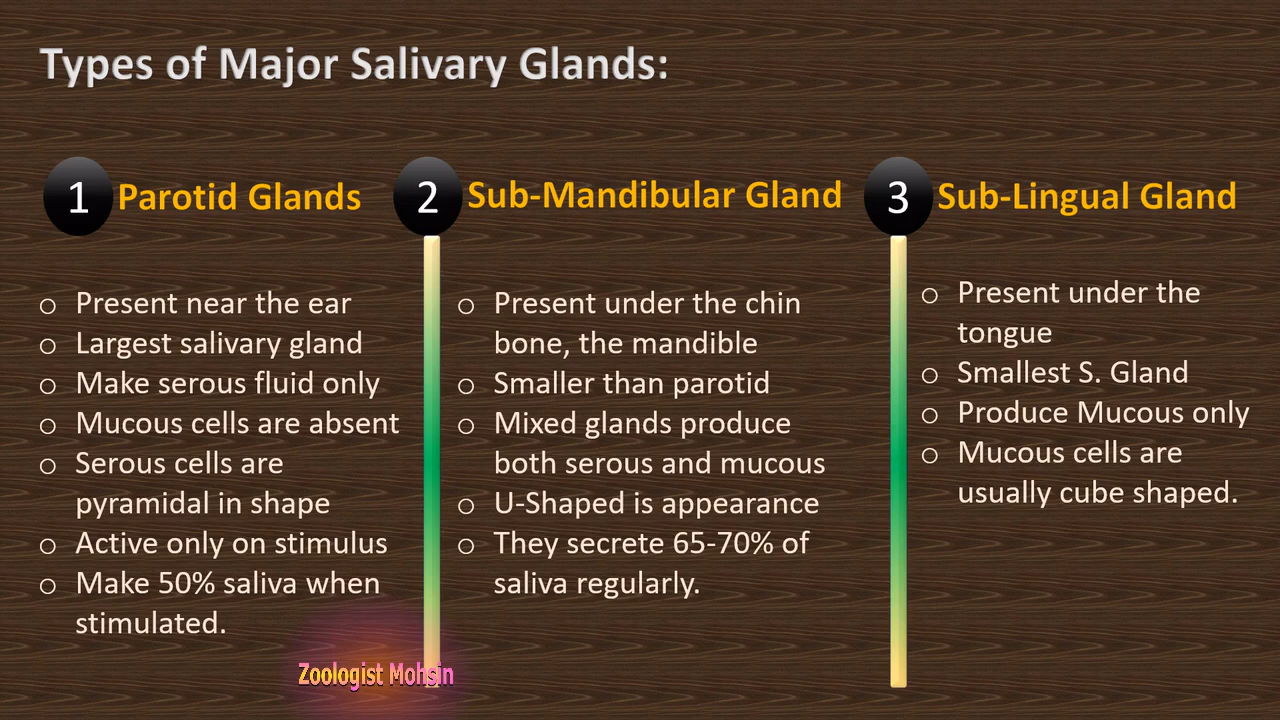 Types of Major Salivary Glands:
1 Parotid Glands
o Present near the ear
o Largest salivary gland
o Make serous fluid only
o Mucous cells are absent
o Serous cells are
pyramidal in shape
o Active only on stimulus
o Make 50% saliva when
stimulated.
2 Sub-Mandibular Gland
o Present under the chin
bone, the mandible
o Smaller than parotid
o Mixed glands produce
both serous and mucous
o U-Shaped is appearance
o They secrete 65-70% of
saliva regularly.
3 Sub-Lingual Gland
o Present under the
tongue
o Smallest S. Gland
o Produce Mucous only
o Mucous cells are
usually cube shaped.
Zoologist Mohsin